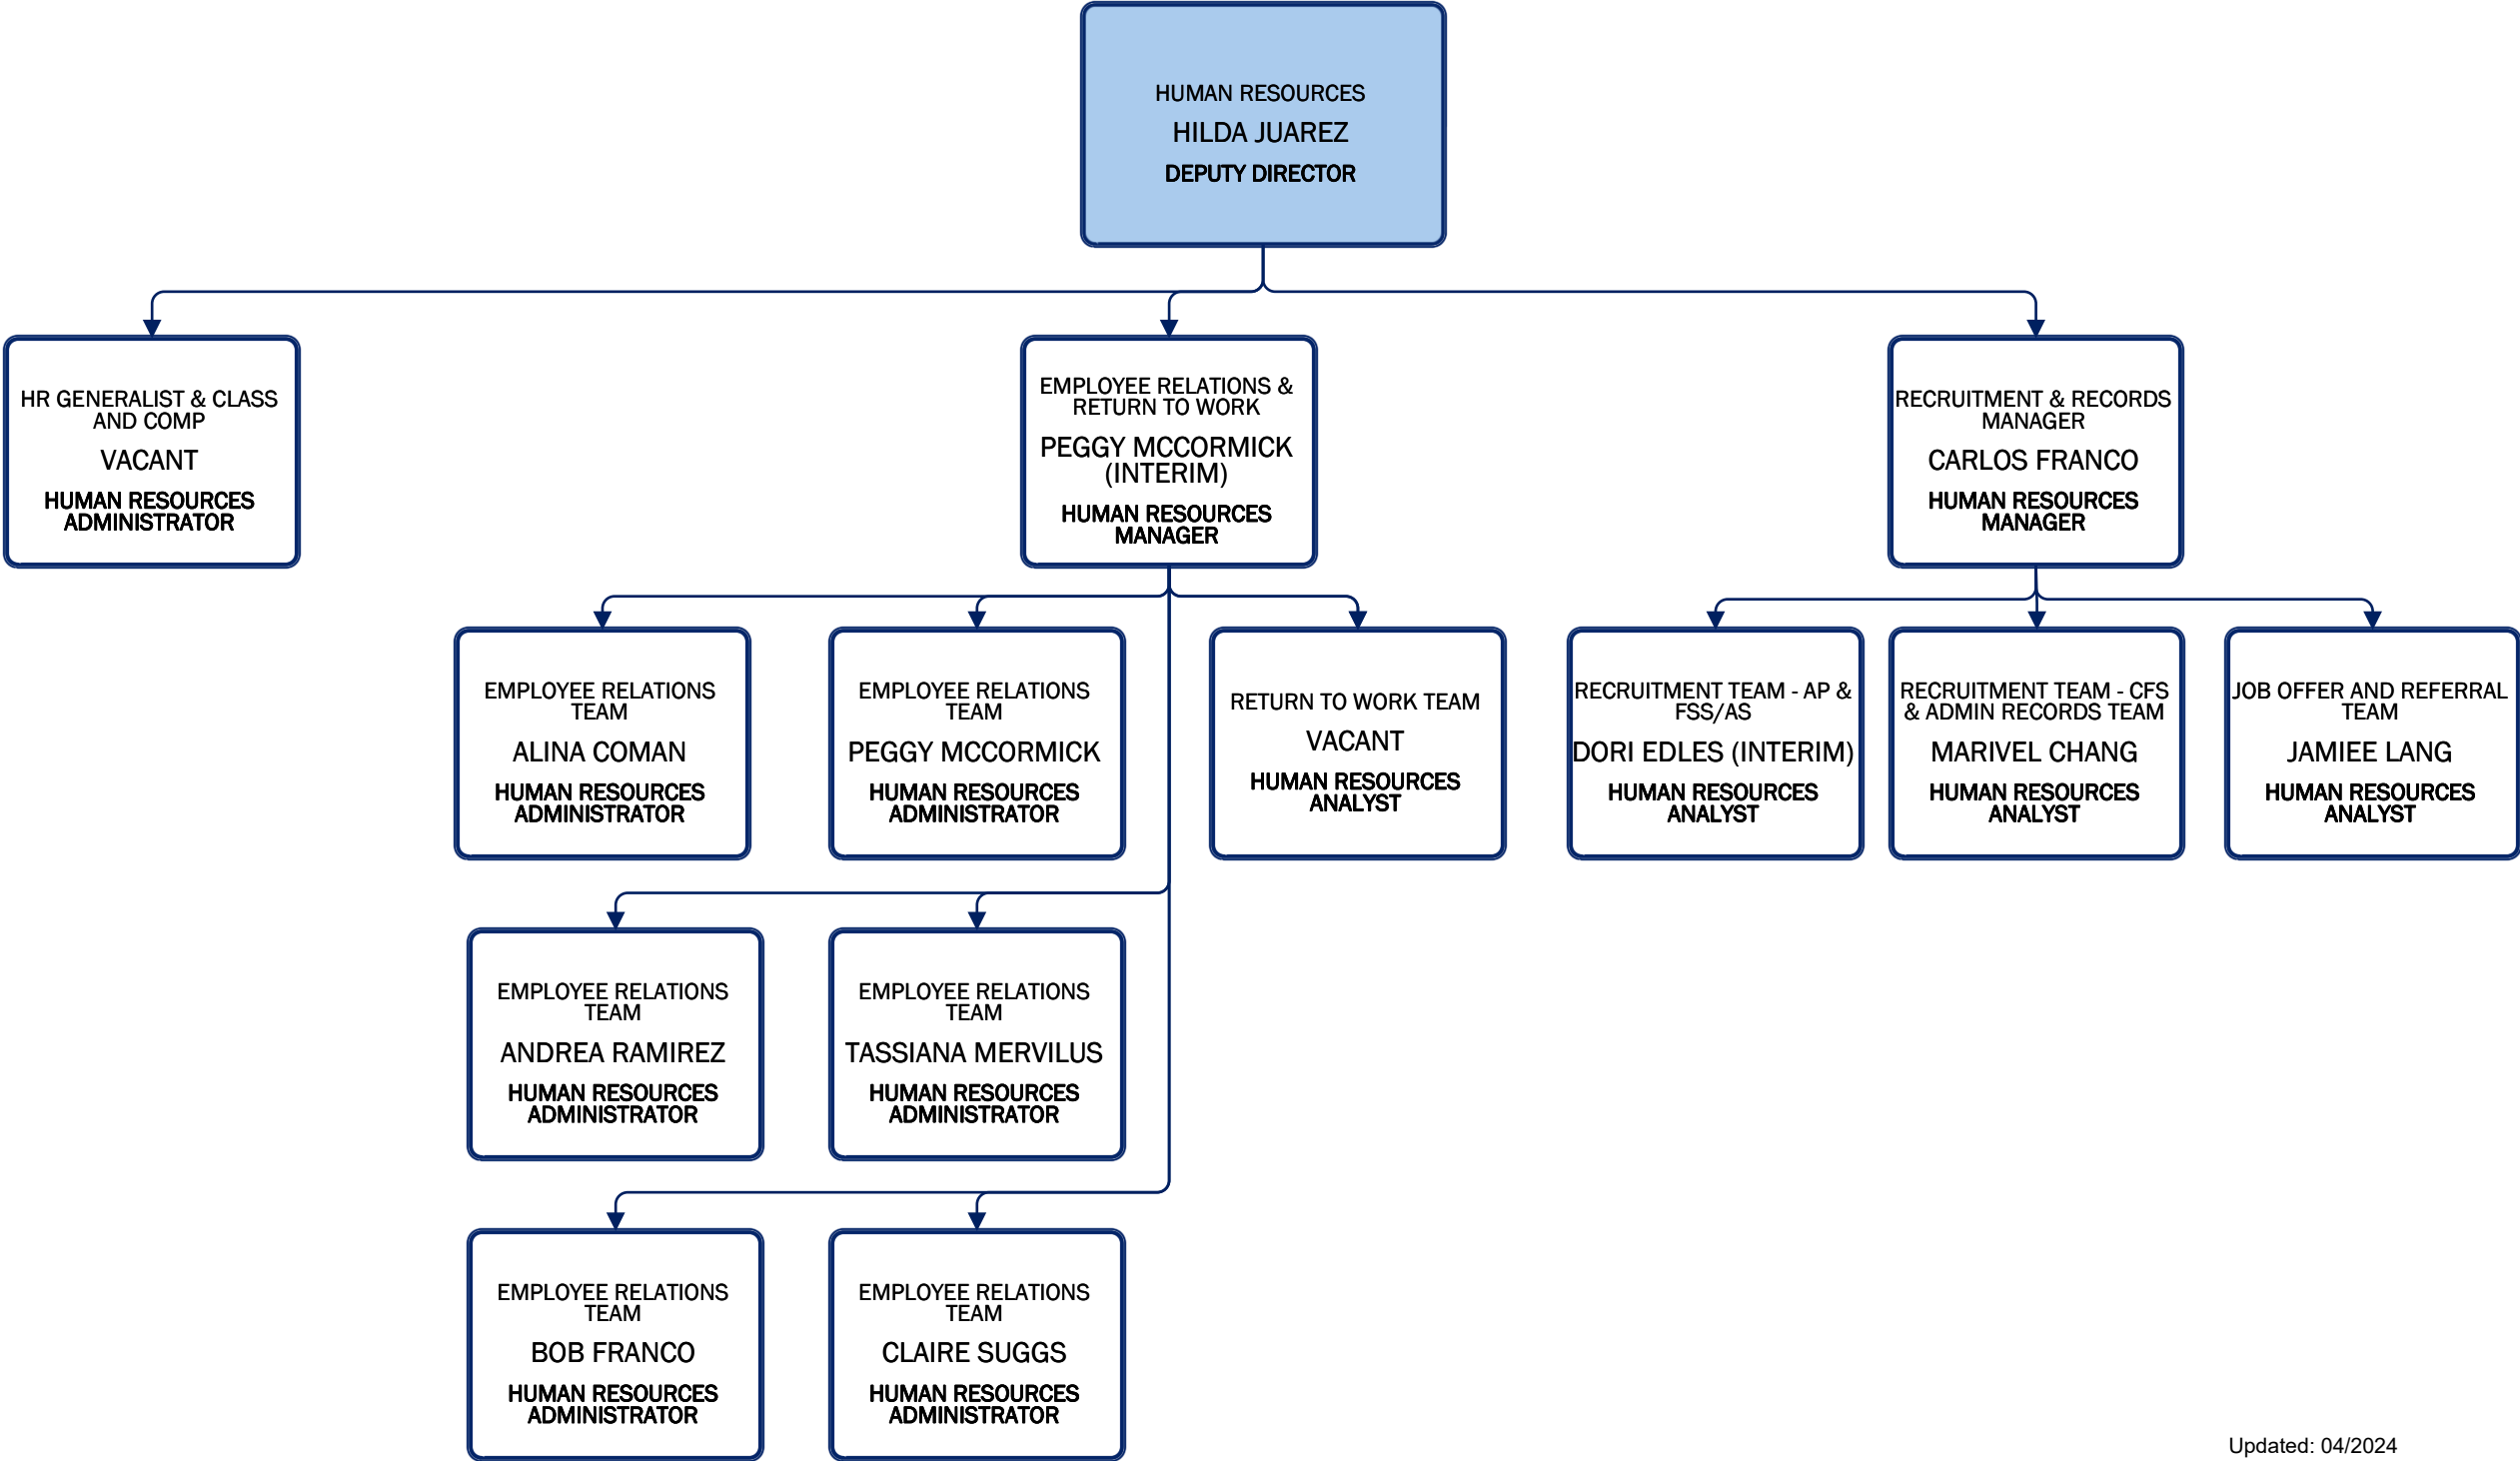 HUMAN RESOURCES
HILDA JUAREZ
DEPUTY DIRECTOR
HR GENERALIST & CLASS
AND COMP
VACANT
HUMAN RESOURCES
ADMINISTRATOR
EMPLOYEE RELATIONS &
RETURN TO WORK
PEGGY MCCORMICK
(INTERIM)
HUMAN RESOURCES
MANAGER
RECRUITMENT & RECORDS
MANAGER
CARLOS FRANCO
HUMAN RESOURCES
MANAGER
EMPLOYEE RELATIONS
TEAM
ALINA COMAN
HUMAN RESOURCES
ADMINISTRATOR
EMPLOYEE RELATIONS
TEAM
PEGGY MCCORMICK
HUMAN RESOURCES
ADMINISTRATOR
RETURN TO WORK TEAM
VACANT
HUMAN RESOURCES
ANALYST
RECRUITMENT TEAM - AP &
FSS/AS
DORI EDLES (INTERIM)
HUMAN RESOURCES
ANALYST
RECRUITMENT TEAM - CFS
& ADMIN RECORDS TEAM
MARIVEL CHANG
HUMAN RESOURCES
ANALYST
JOB OFFER AND REFERRAL
TEAM
JAMIEE LANG
HUMAN RESOURCES
ANALYST
EMPLOYEE RELATIONS
TEAM
ANDREA RAMIREZ
HUMAN RESOURCES
ADMINISTRATOR
EMPLOYEE RELATIONS
TEAM
TASSIANA MERVILUS
HUMAN RESOURCES
ADMINISTRATOR
EMPLOYEE RELATIONS
TEAM
BOB FRANCO
HUMAN RESOURCES
ADMINISTRATOR
EMPLOYEE RELATIONS
TEAM
CLAIRE SUGGS
HUMAN RESOURCES
ADMINISTRATOR
Updated: 04/2024